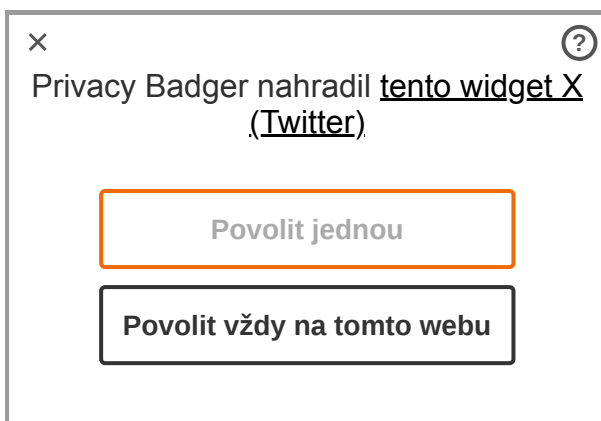 ×
?
Privacy Badger nahradil tento widget X
(Twitter)
Povolit jednou
Povolit vždy na tomto webu